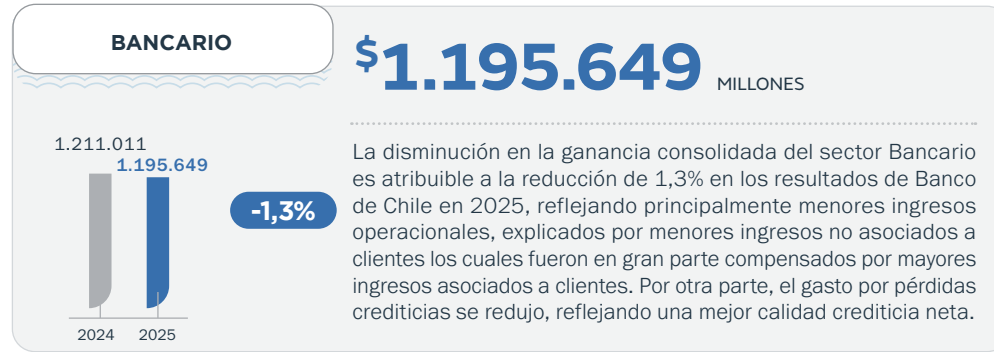 BANCARIO
$1.195.649 MILLONES
1.211.011
1.195.649
-1,3%
2024 2025
La disminución en la ganancia consolidada del sector Bancario
es atribuible a la reducción de 1,3% en los resultados de Banco
de Chile en 2025, reflejando principalmente menores ingresos
operacionales, explicados por menores ingresos no asociados a
clientes los cuales fueron en gran parte compensados por mayores
ingresos asociados a clientes. Por otra parte, el gasto por pérdidas
crediticias se redujo, reflejando una mejor calidad crediticia neta.